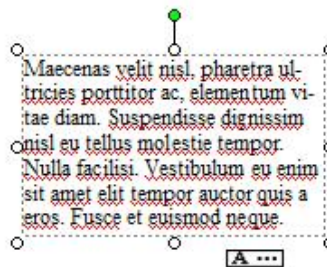 Maecenas velit nisl, pharetra ul-
tricies porttitor ac, elementum vi-
tae diam. Suspendisse dignissim
nisl eu tellus molestie tempor.
Nulla facilisi. Vestibulum eu enim
sit amet elit tempor auctor quis a
eros. Fusce et euismod neque.
A ...